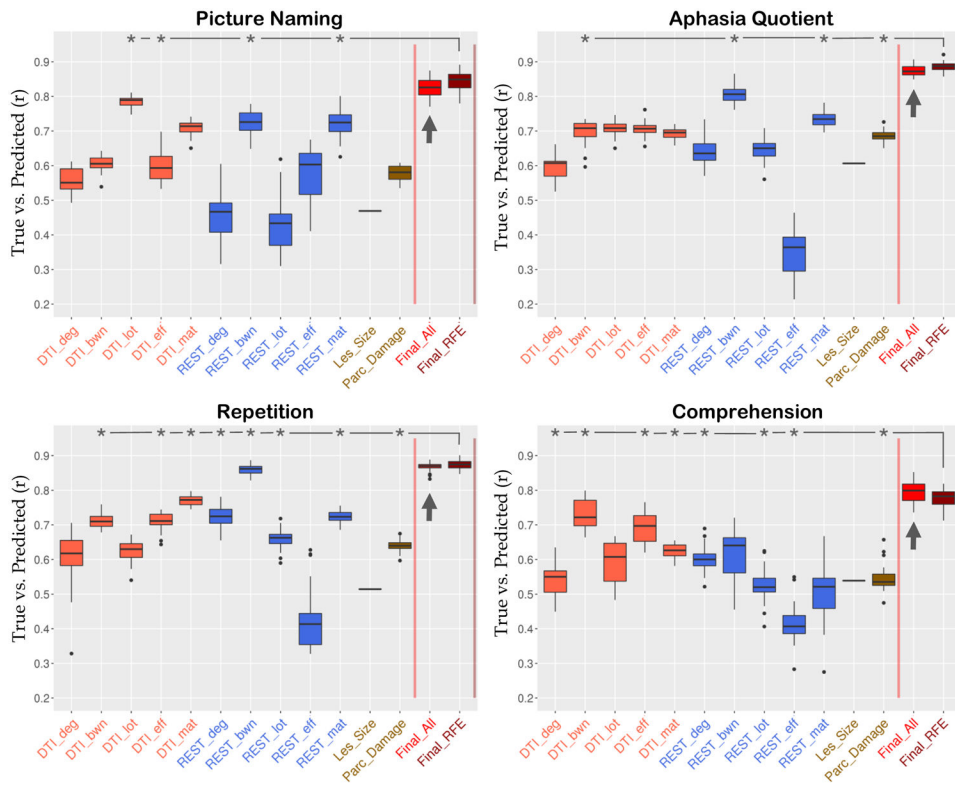 Picture Naming
* * * *
True vs. Predicted (r)
0.9
0.8
0.7
0.6
0.5
0.4
0.3
0.2
DTI_deg
DTI_bwn
DTI_lot
DTI_eff
DTI_mat
REST_deg
REST_bwn
REST_lot
REST_eff
REST_mat
Les_Size
Parc_Damage
Final_All
Final_RFE
Aphasia Quotient
* * * *
True vs. Predicted (r)
0.9
0.8
0.7
0.6
0.5
0.4
0.3
0.2
DTI_deg
DTI_bwn
DTI_lot
DTI_eff
DTI_mat
REST_deg
REST_bwn
REST_lot
REST_eff
REST_mat
Les_Size
Parc_Damage
Final_All
Final_RFE
Repetition
* * * * * * * *
True vs. Predicted (r)
0.9
0.8
0.7
0.6
0.5
0.4
0.3
0.2
DTI_deg
DTI_bwn
DTI_lot
DTI_eff
DTI_mat
REST_deg
REST_bwn
REST_lot
REST_eff
REST_mat
Les_Size
Parc_Damage
Final_All
Final_RFE
Comprehension
* * * * * * * *
True vs. Predicted (r)
0.9
0.8
0.7
0.6
0.5
0.4
0.3
0.2
DTI_deg
DTI_bwn
DTI_lot
DTI_eff
DTI_mat
REST_deg
REST_bwn
REST_lot
REST_eff
REST_mat
Les_Size
Parc_Damage
Final_All
Final_RFE